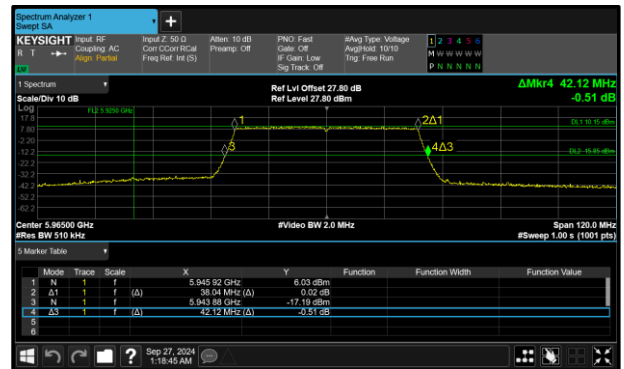 Spectrum Analyzer 1
Swept SA
KEYSIGHT Input: RF Input Z: 50 Ω Atten: 10 dB PNO: Fast #Avg Type: Voltage 1 2 3 4 5 6
R T Coupling: AC Corr CCorr RCal Preamp: Off Gate: Off Avg|Hold: 10/10 M W W W W W
Align: Partial Freq Ref: Int (S) IF Gain: Low Trig: Free Run
Sig Track: Off P N N N N N
LXI
1 Spectrum Ref Lvl Offset 27.80 dB ΔMkr4 42.12 MHz
Scale/Div 10 dB Ref Level 27.80 dBm -0.51 dB
Log
17.8
7.80
-2.20
-12.2
-22.2
-32.2
-42.2
-52.2
-62.2
FL2 5.9250 GHz
1
2Δ1
3
4Δ3
DL1 10.15 dBm
DL2 -15.85 dBm
Center 5.96500 GHz #Video BW 2.0 MHz Span 120.0 MHz
#Res BW 510 kHz #Sweep 1.00 s (1001 pts)
5 Marker Table
Mode Trace Scale X Y Function Function Width Function Value
1 N 1 f 5.945 92 GHz 6.03 dBm
2 Δ1 1 f (Δ) 38.04 MHz (Δ) 0.02 dB
3 N 1 f 5.943 88 GHz -17.19 dBm
4 Δ3 1 f (Δ) 42.12 MHz (Δ) -0.51 dB
5
6
? Sep 27, 2024
1:18:45 AM